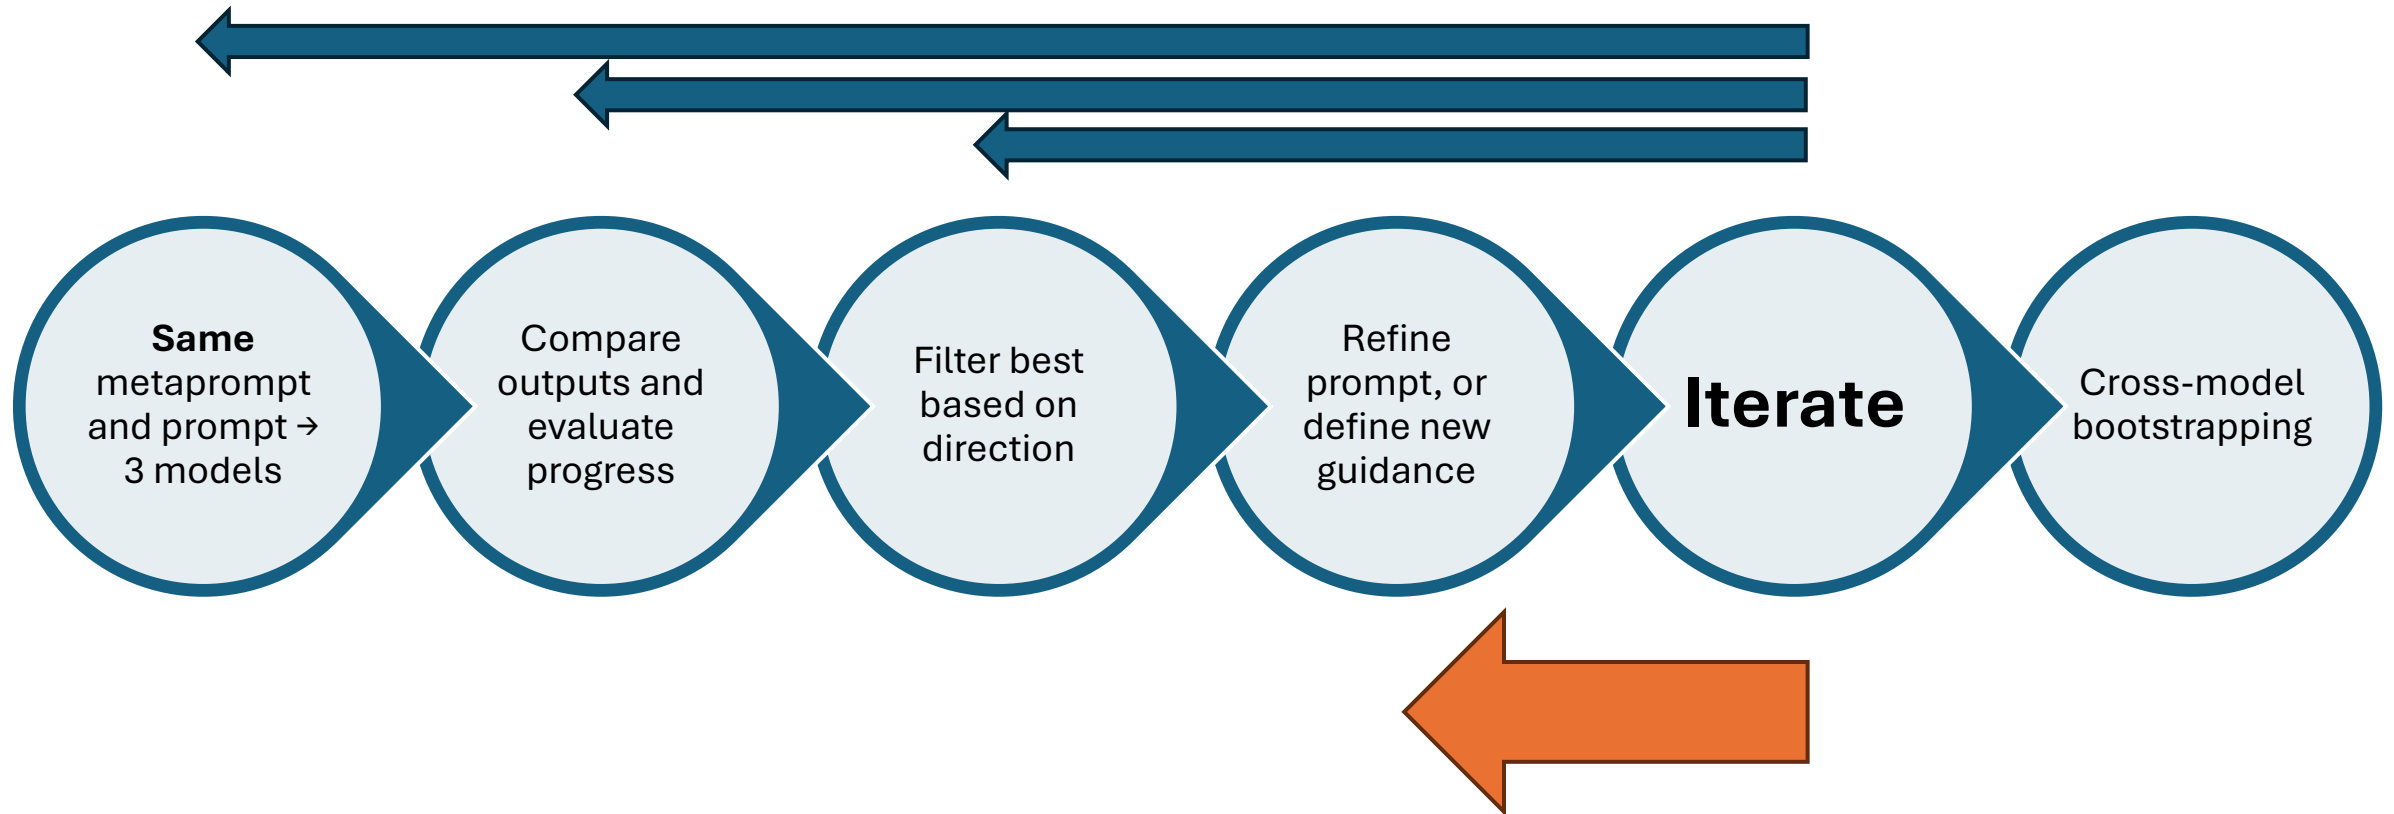 Same
metaprompt
and prompt →
3 models
Compare
outputs and
evaluate
progress
Filter best
based on
direction
Refine
prompt, or
define new
guidance
Iterate
Cross-model
bootstrapping